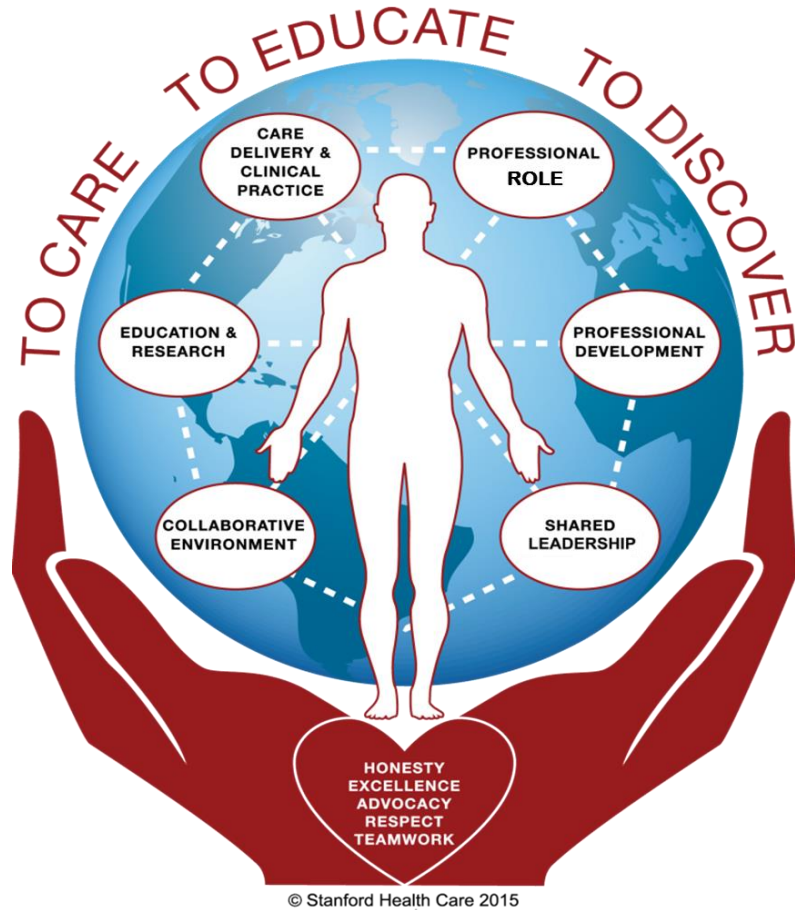 TO CARE TO EDUCATE TO DISCOVER
CARE
DELIVERY &
CLINICAL
PRACTICE
PROFESSIONAL
ROLE
EDUCATION &
RESEARCH
PROFESSIONAL
DEVELOPMENT
COLLABORATIVE
ENVIRONMENT
SHARED
LEADERSHIP
HONESTY
EXCELLENCE
ADVOCACY
RESPECT
TEAMWORK
© Stanford Health Care 2015